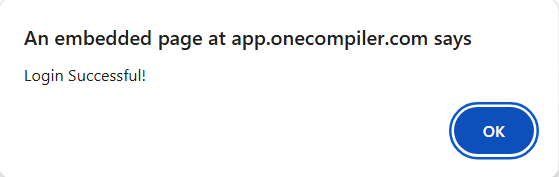 An embedded page at app.onecompiler.com says
Login Successful!
OK